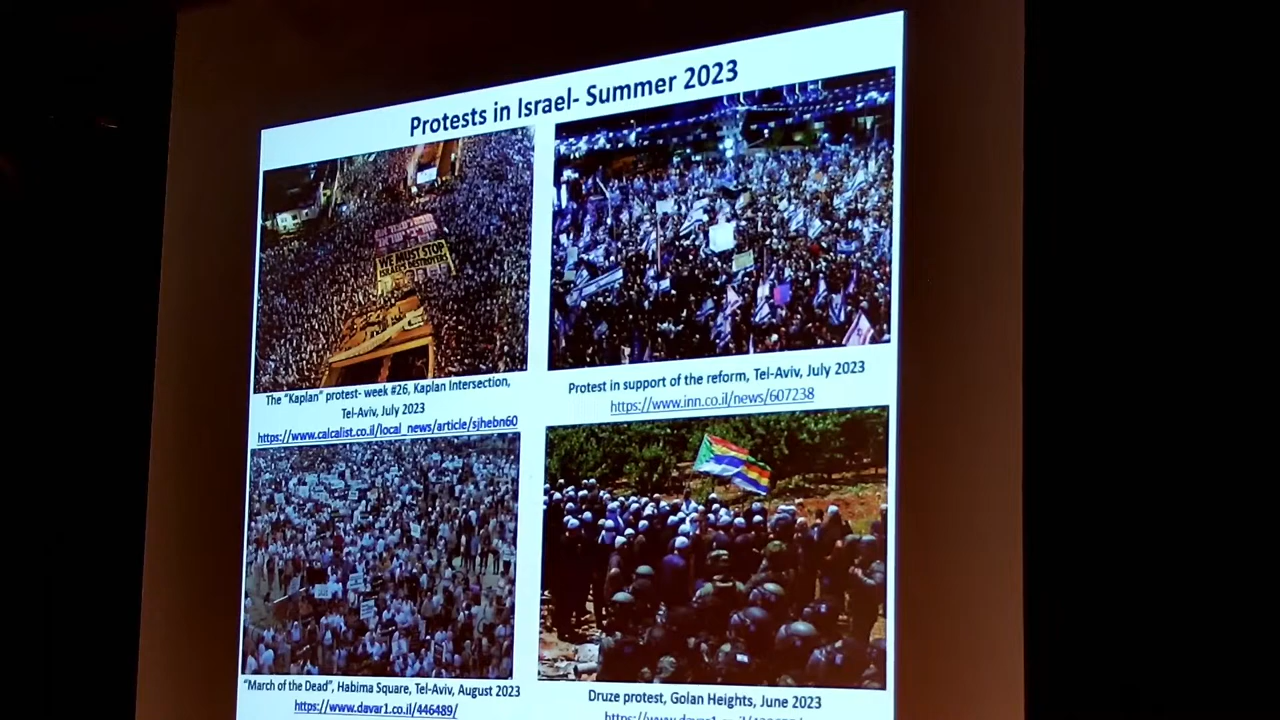 Protests in Israel- Summer 2023
WE MUST STOP
ISRAEL'S DESTROYERS
The "Kaplan" protest- week #26, Kaplan Intersection,
Tel-Aviv, July 2023
https://www.calcalist.co.il/local_news/article/sjhebn60
Protest in support of the reform, Tel-Aviv, July 2023
https://www.inn.co.il/news/607238
"March of the Dead", Habima Square, Tel-Aviv, August 2023
https://www.davar1.co.il/446489/
Druze protest, Golan Heights, June 2023